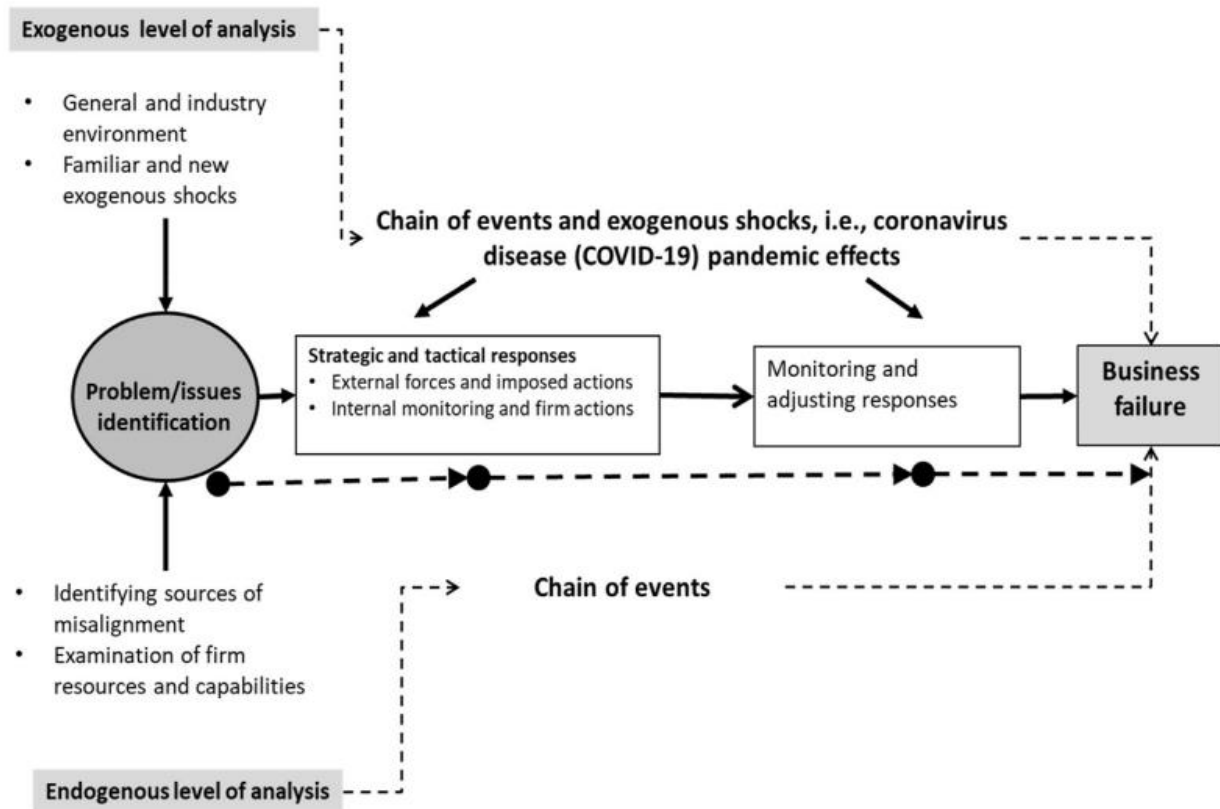 Exogenous level of analysis
• General and industry
environment
• Familiar and new
exogenous shocks
Chain of events and exogenous shocks, i.e., coronavirus
disease (COVID-19) pandemic effects
Problem/issues
identification
Strategic and tactical responses
• External forces and imposed actions
• Internal monitoring and firm actions
Monitoring and
adjusting responses
Business
failure
Chain of events
• Identifying sources of
misalignment
• Examination of firm
resources and capabilities
Endogenous level of analysis